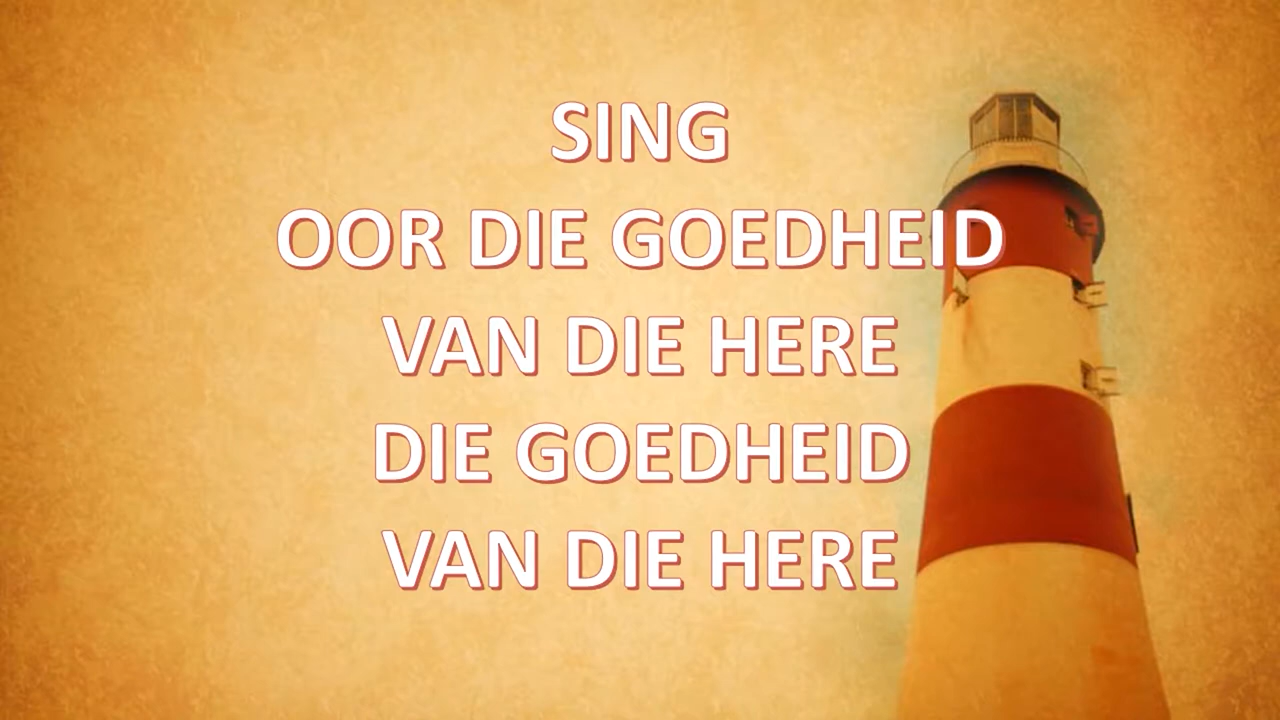 SING
OOR DIE GOEDHEID
VAN DIE HERE
DIE GOEDHEID
VAN DIE HERE